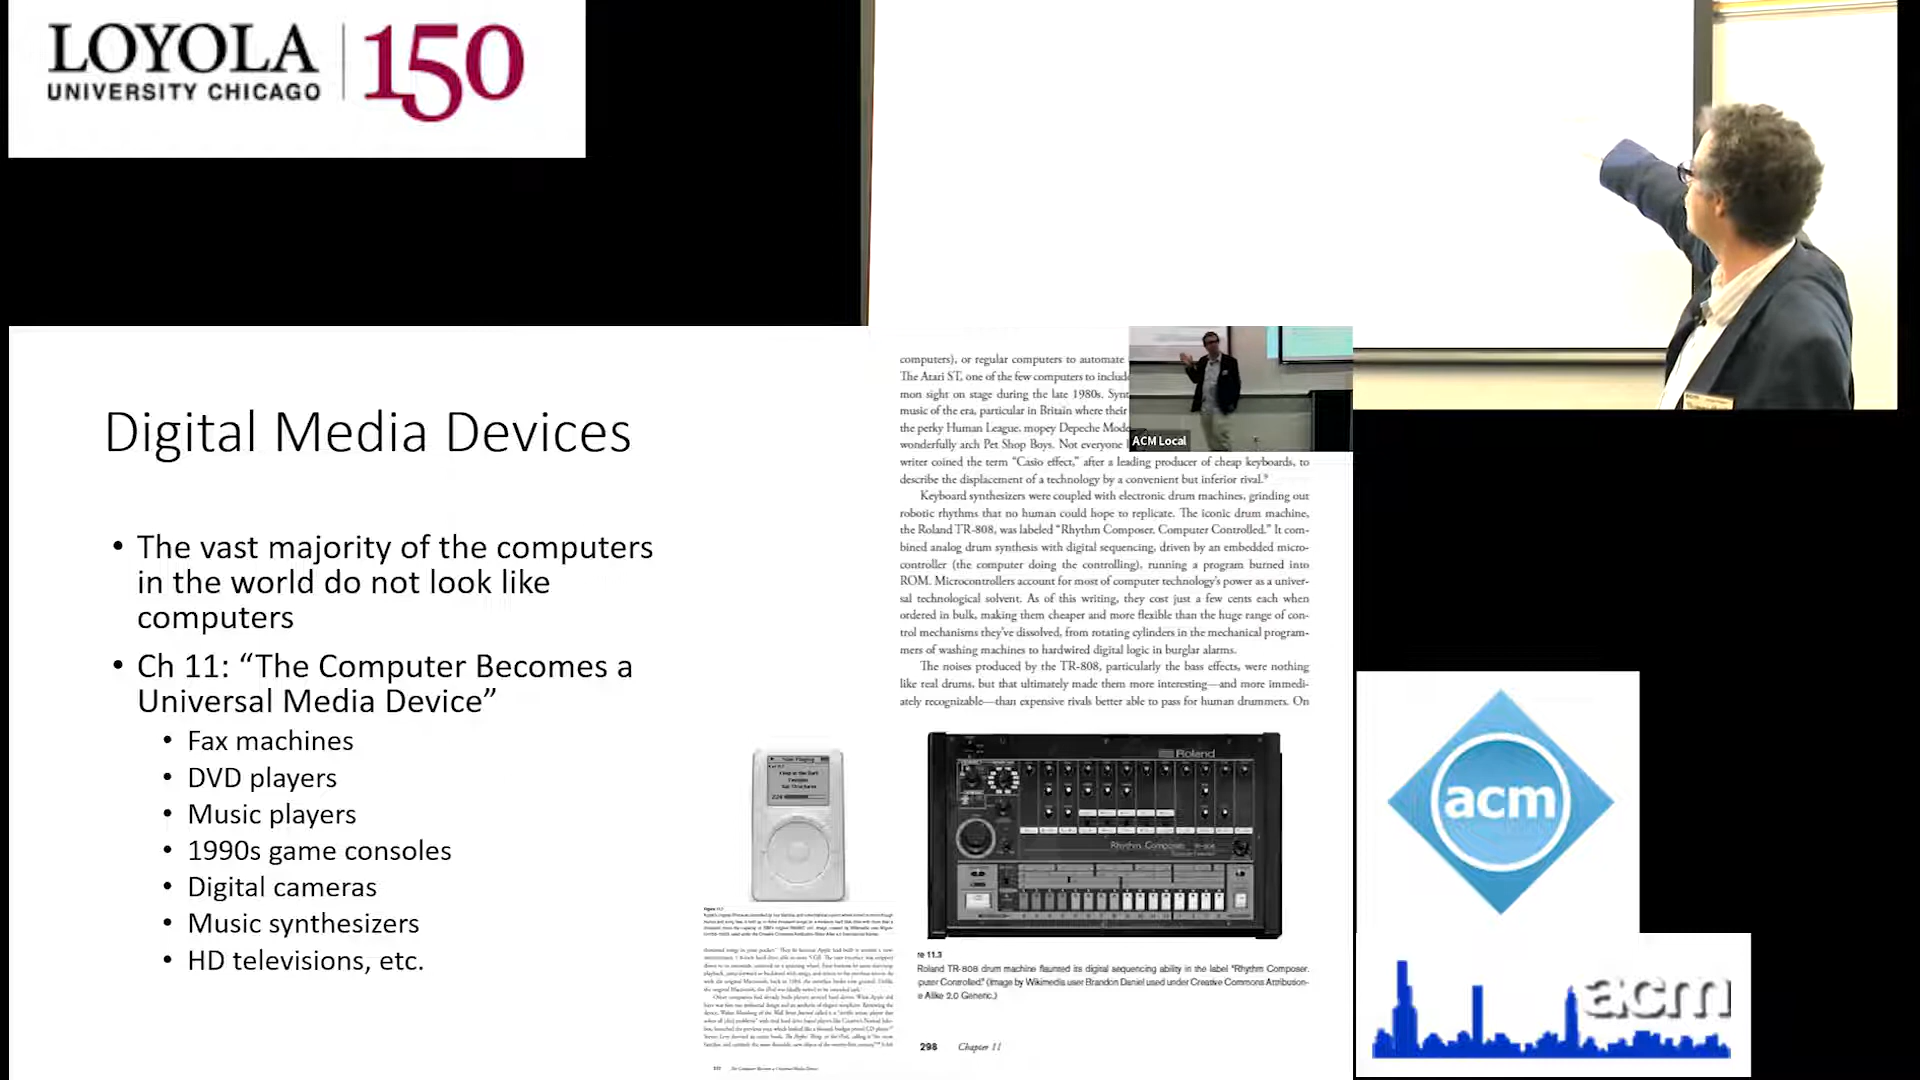 LOYOLA
UNIVERSITY CHICAGO
150
Digital Media Devices
• The vast majority of the computers
in the world do not look like
computers
• Ch 11: “The Computer Becomes a
Universal Media Device”
• Fax machines
• DVD players
• Music players
• 1990s game consoles
• Digital cameras
• Music synthesizers
• HD televisions, etc.
computers), or regular computers to automate
The Atari ST, one of the few computers to include
mon sight on stage during the late 1980s. Synt
music of the era, particular in Britain where their
the perky Human League, mopey Depeche Mode
wonderfully arch Pet Shop Boys. Not everyone
writer coined the term “Casio effect,” after a leading producer of cheap keyboards, to
describe the displacement of a technology by a convenient but inferior rival.⁹
Keyboard synthesizers were coupled with electronic drum machines, grinding out
robotic rhythms that no human could hope to replicate. The iconic drum machine,
the Roland TR-808, was labeled “Rhythm Composer. Computer Controlled.” It com-
bined analog drum synthesis with digital sequencing, driven by an embedded micro-
controller (the computer doing the controlling), running a program burned into
ROM. Microcontrollers account for most of computer technology's power as a univer-
sal technological solvent. As of this writing, they cost just a few cents each when
ordered in bulk, making them cheaper and more flexible than the huge range of con-
trol mechanisms they've dissolved, from rotating cylinders in the mechanical program-
mers of washing machines to hardwired digital logic in burglar alarms.
The noises produced by the TR-808, particularly the bass effects, were nothing
like real drums, but that ultimately made them more interesting—and more immedi-
ately recognizable—than expensive rivals better able to pass for human drummers. On
ACM Local
Roland
Rhythm Composer
re 11.3
Roland TR-808 drum machine flaunted its digital sequencing ability in the label “Rhythm Composer.
puter Controlled.” (Image by Wikimedia user Brandon Daniel used under Creative Commons Attribution-
e Alike 2.0 Generic.)
298 Chapter 11
acm
acm